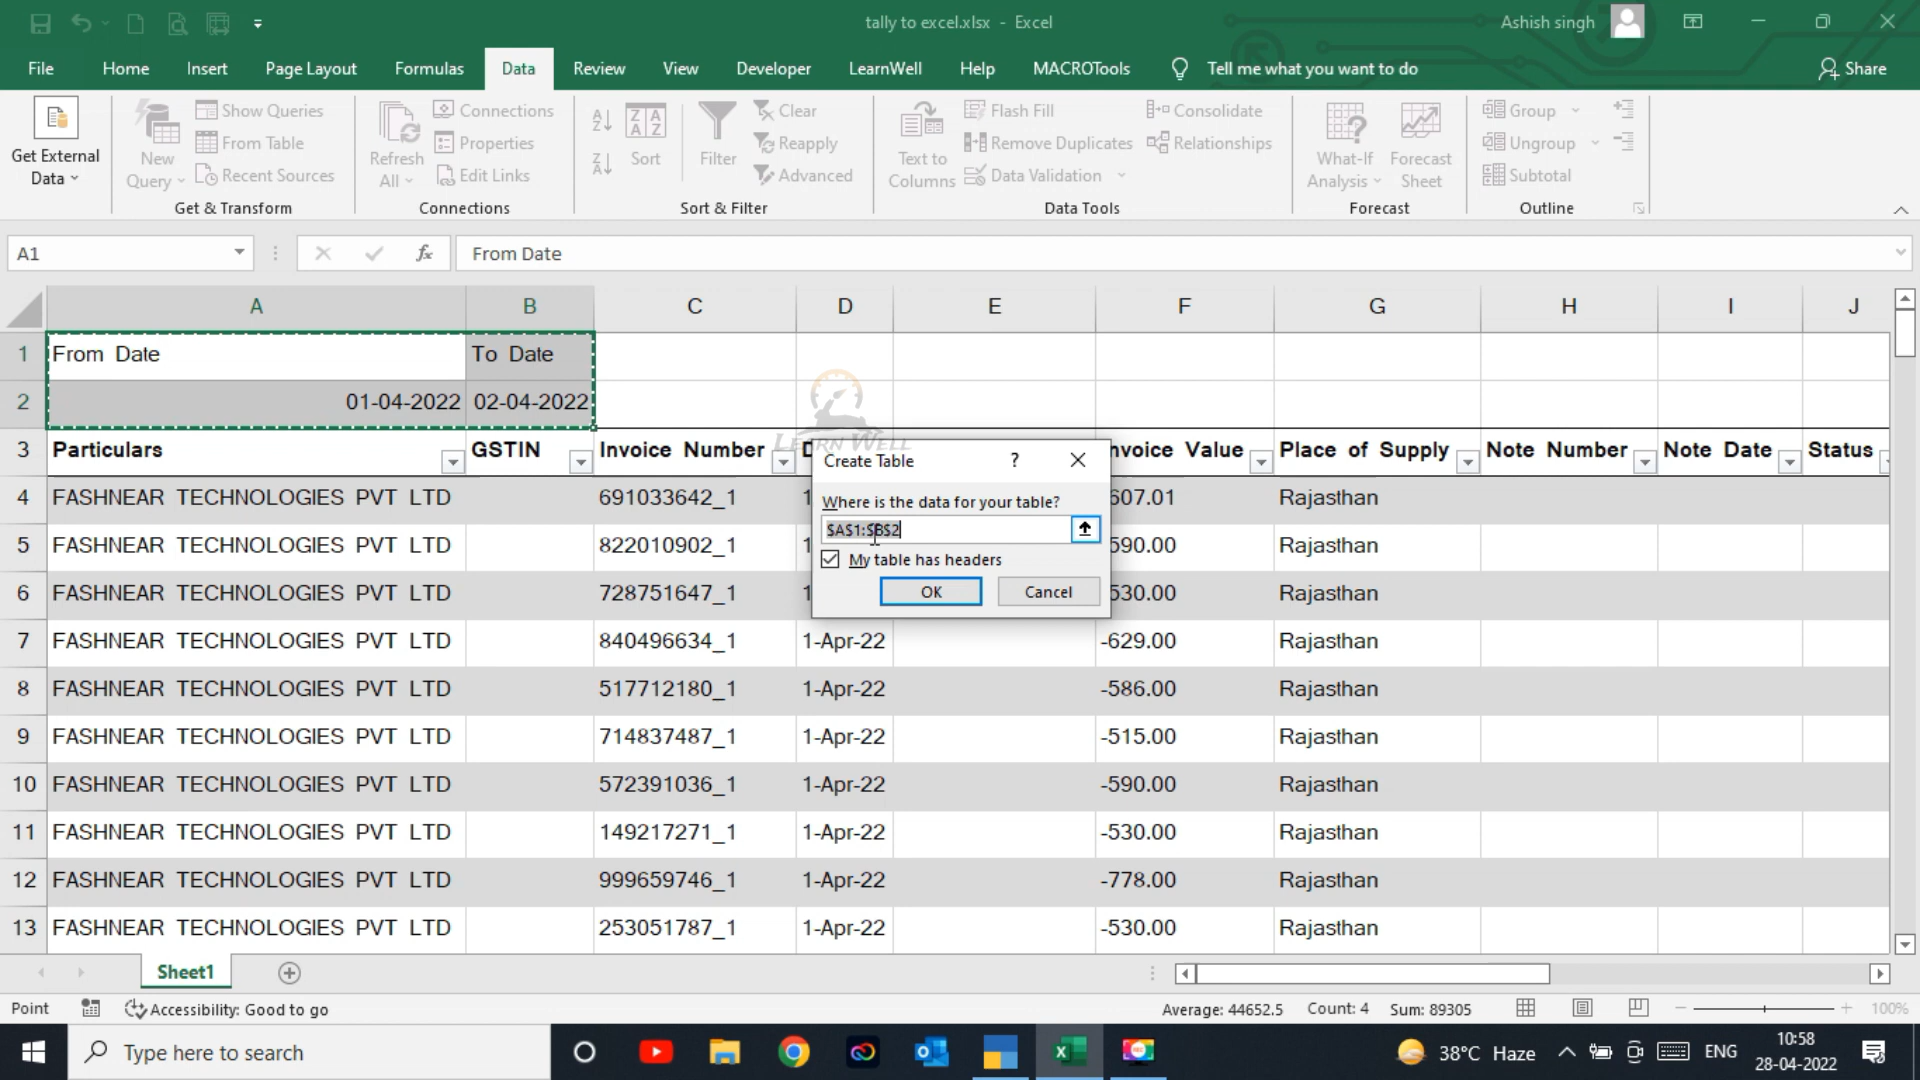 tally to excel.xlsx - Excel
Ashish singh
File Home Insert Page Layout Formulas Data Review View Developer LearnWell Help MACROTools Tell me what you want to do Share
Get External Data
New Query
Show Queries
From Table
Recent Sources
Get & Transform
Refresh All
Connections
Properties
Edit Links
Connections
Sort
Filter
Clear
Reapply
Advanced
Sort & Filter
Text to Columns
Flash Fill
Remove Duplicates
Data Validation
Consolidate
Relationships
Data Tools
What-If Analysis
Forecast Sheet
Forecast
Group
Ungroup
Subtotal
Outline
A1 fx From Date
A B C D E F G H I J
1 From Date To Date
2 01-04-2022 02-04-2022
LEARN WELL
3 Particulars GSTIN Invoice Number D nvoice Value Place of Supply Note Number Note Date Status
4 FASHNEAR TECHNOLOGIES PVT LTD 691033642_1 1 607.01 Rajasthan
5 FASHNEAR TECHNOLOGIES PVT LTD 822010902_1 1 590.00 Rajasthan
6 FASHNEAR TECHNOLOGIES PVT LTD 728751647_1 1 530.00 Rajasthan
7 FASHNEAR TECHNOLOGIES PVT LTD 840496634_1 1-Apr-22 -629.00 Rajasthan
8 FASHNEAR TECHNOLOGIES PVT LTD 517712180_1 1-Apr-22 -586.00 Rajasthan
9 FASHNEAR TECHNOLOGIES PVT LTD 714837487_1 1-Apr-22 -515.00 Rajasthan
10 FASHNEAR TECHNOLOGIES PVT LTD 572391036_1 1-Apr-22 -590.00 Rajasthan
11 FASHNEAR TECHNOLOGIES PVT LTD 149217271_1 1-Apr-22 -530.00 Rajasthan
12 FASHNEAR TECHNOLOGIES PVT LTD 999659746_1 1-Apr-22 -778.00 Rajasthan
13 FASHNEAR TECHNOLOGIES PVT LTD 253051787_1 1-Apr-22 -530.00 Rajasthan
Create Table ?
Where is the data for your table?
$A$1:$B$2
My table has headers
OK Cancel
Sheet1
Point Accessibility: Good to go Average: 44652.5 Count: 4 Sum: 89305 100%
Type here to search
38°C Haze ENG
10:58
28-04-2022